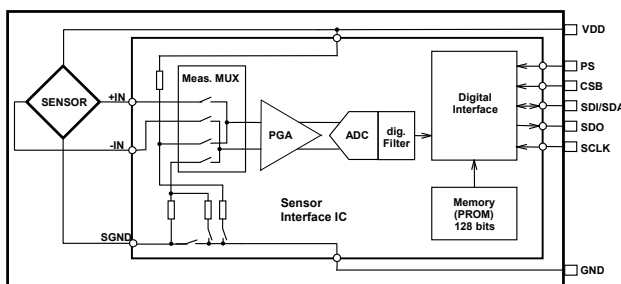 VDD
PS
Meas. MUX
CSB
SENSOR
+IN
Digital
Interface
SDI/SDA
SDO
PGA
ADC
dig.
Filter
-IN
SCLK
Sensor
Interface IC
Memory
(PROM)
128 bits
SGND
GND